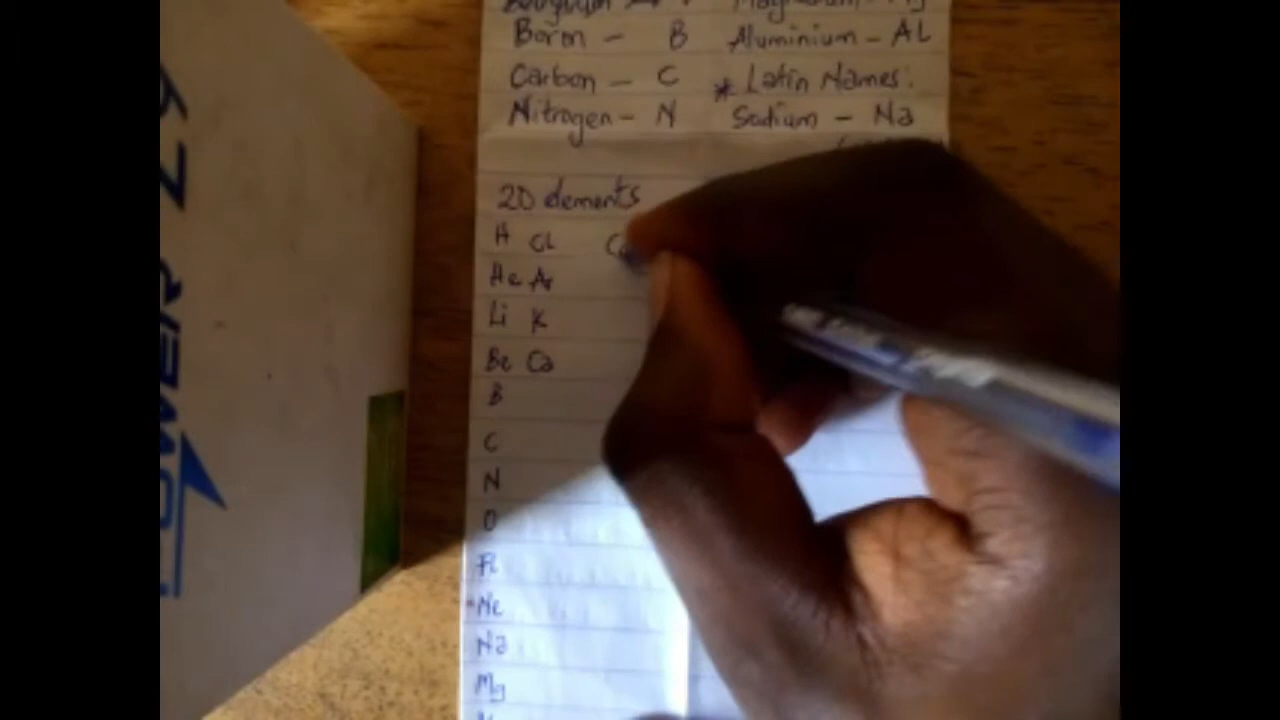 Boron - B Aluminium - AL
Carbon - C * Latin Names:
Nitrogen - N Sodium - Na
20 elements
H CL
He Ar
Li K
Be Ca
B
C
N
O
FL
Ne
Na
Mg